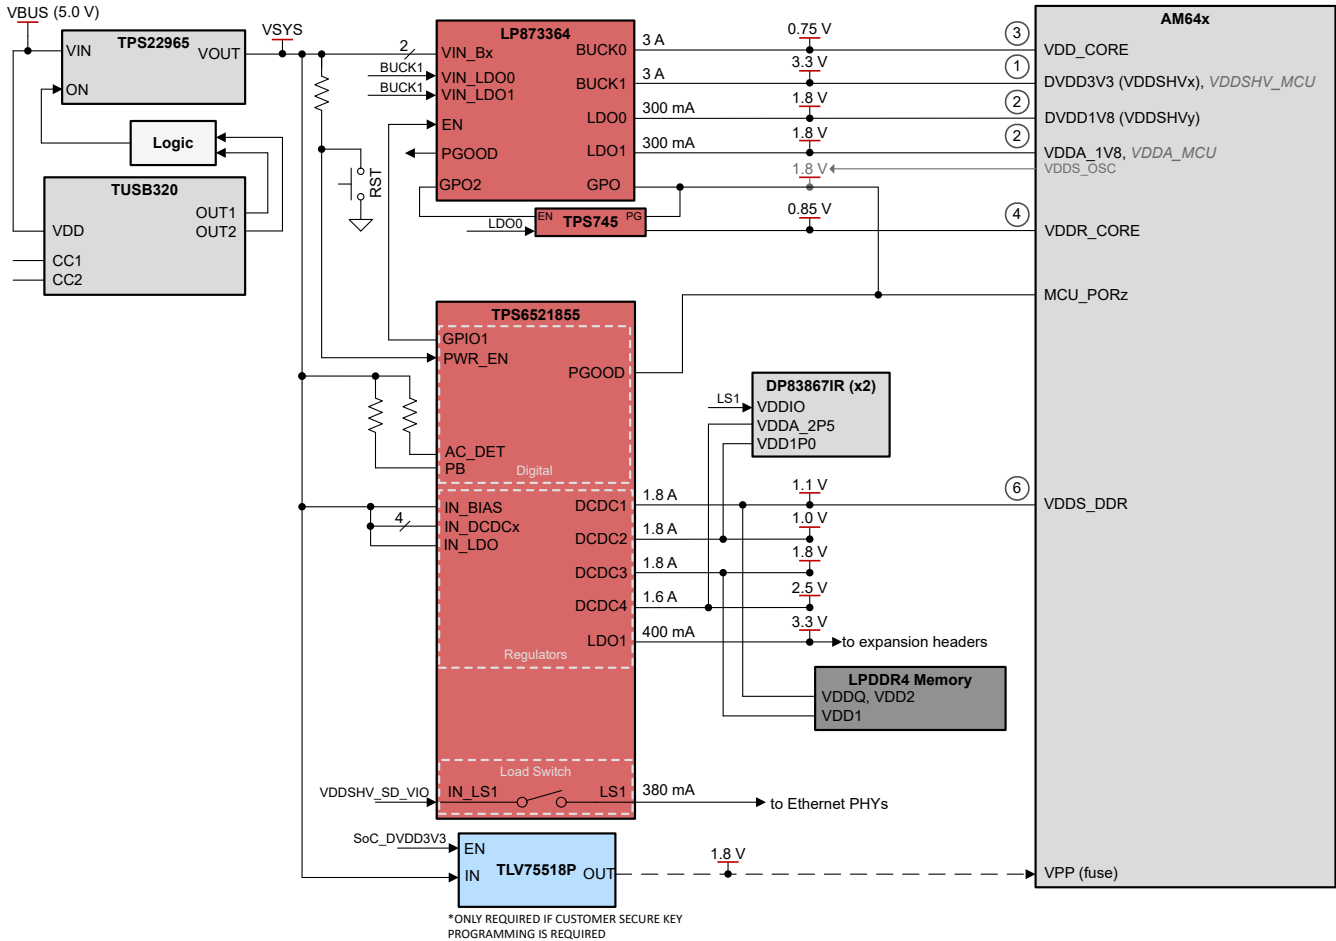 VBUS (5.0 V)
TPS22965
VIN
VOUT
ON
VSYS
Logic
TUSB320
OUT1
OUT2
VDD
CC1
CC2
RST
LP873364
2
VIN_Bx
BUCK0
3 A
0.75 V
BUCK1
VIN_LDO0
BUCK1
3 A
3.3 V
BUCK1
VIN_LDO1
LDO0
300 mA
1.8 V
EN
LDO1
300 mA
1.8 V
PGOOD
1.8 V
GPO2
GPO
LDO0
EN
TPS745
PG
0.85 V
AM64x
3
VDD_CORE
1
DVDD3V3 (VDDSHVx), VDDSHV_MCU
2
DVDD1V8 (VDDSHVy)
2
VDDA_1V8, VDDA_MCU
VDDS_OSC
4
VDDR_CORE
MCU_PORz
6
VDDS_DDR
VPP (fuse)
TPS6521855
GPIO1
PWR_EN
PGOOD
AC_DET
PB
Digital
DP83867IR (x2)
LS1
VDDIO
VDDA_2P5
VDD1P0
IN_BIAS
4
IN_DCDCx
IN_LDO
DCDC1
1.8 A
1.1 V
DCDC2
1.8 A
1.0 V
DCDC3
1.8 A
1.8 V
DCDC4
1.6 A
2.5 V
LDO1
400 mA
3.3 V
to expansion headers
Regulators
LPDDR4 Memory
VDDQ, VDD2
VDD1
Load Switch
VDDSHV_SD_VIO
IN_LS1
LS1
380 mA
to Ethernet PHYs
SoC_DVDD3V3
EN
TLV75518P
IN
OUT
1.8 V
*ONLY REQUIRED IF CUSTOMER SECURE KEY
PROGRAMMING IS REQUIRED